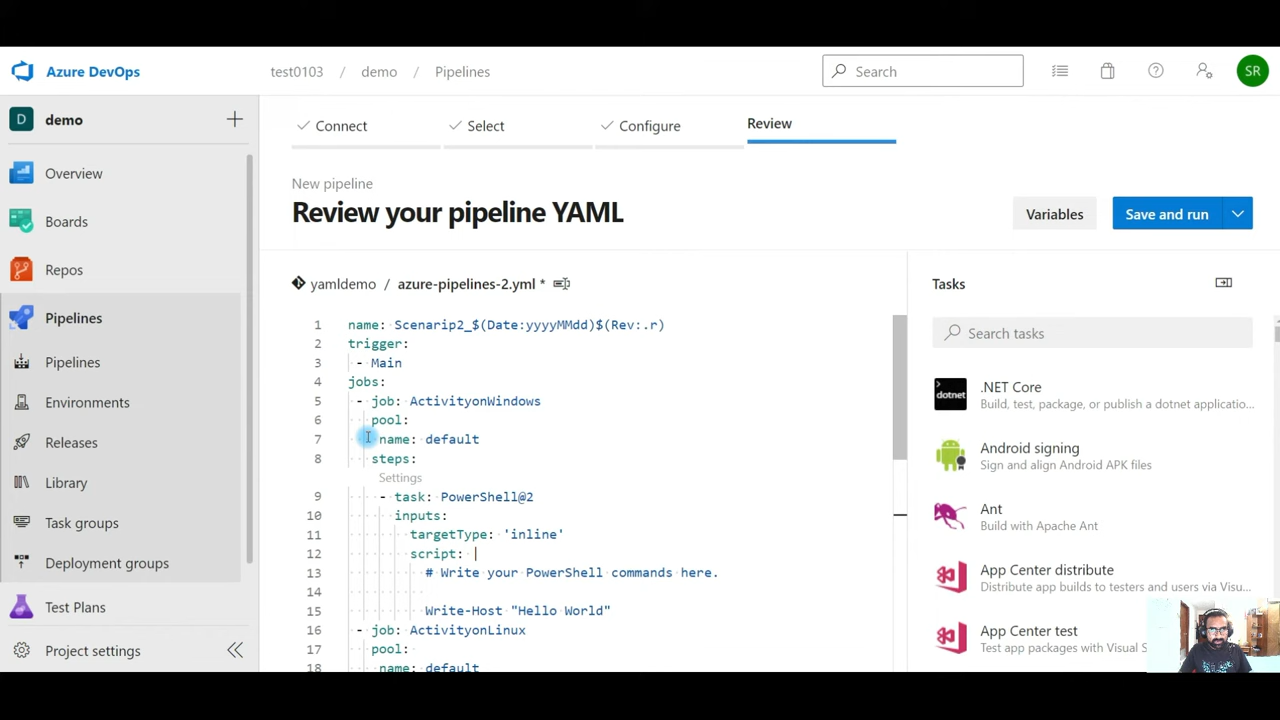 Azure DevOps
test0103 / demo / Pipelines
Search
SR
D demo
Overview
Boards
Repos
Pipelines
Pipelines
Environments
Releases
Library
Task groups
Deployment groups
Test Plans
Project settings
Connect
Select
Configure
Review
New pipeline
Review your pipeline YAML
Variables
Save and run
yamldemo / azure-pipelines-2.yml *
1 name: Scenarip2_$(Date:yyyyMMdd)$(Rev:.r)
2 trigger:
3 - Main
4 jobs:
5 - job: ActivityonWindows
6 pool:
7 name: default
8 steps:
Settings
9 - task: PowerShell@2
10 inputs:
11 targetType: 'inline'
12 script: |
13 # Write your PowerShell commands here.
14
15 Write-Host "Hello World"
16 - job: ActivityonLinux
17 pool:
18 name: default
Tasks
Search tasks
dotnet
.NET Core
Build, test, package, or publish a dotnet applicatio...
Android signing
Sign and align Android APK files
Ant
Build with Apache Ant
App Center distribute
Distribute app builds to testers and users via Visu...
App Center test
Test app packages with Visual S